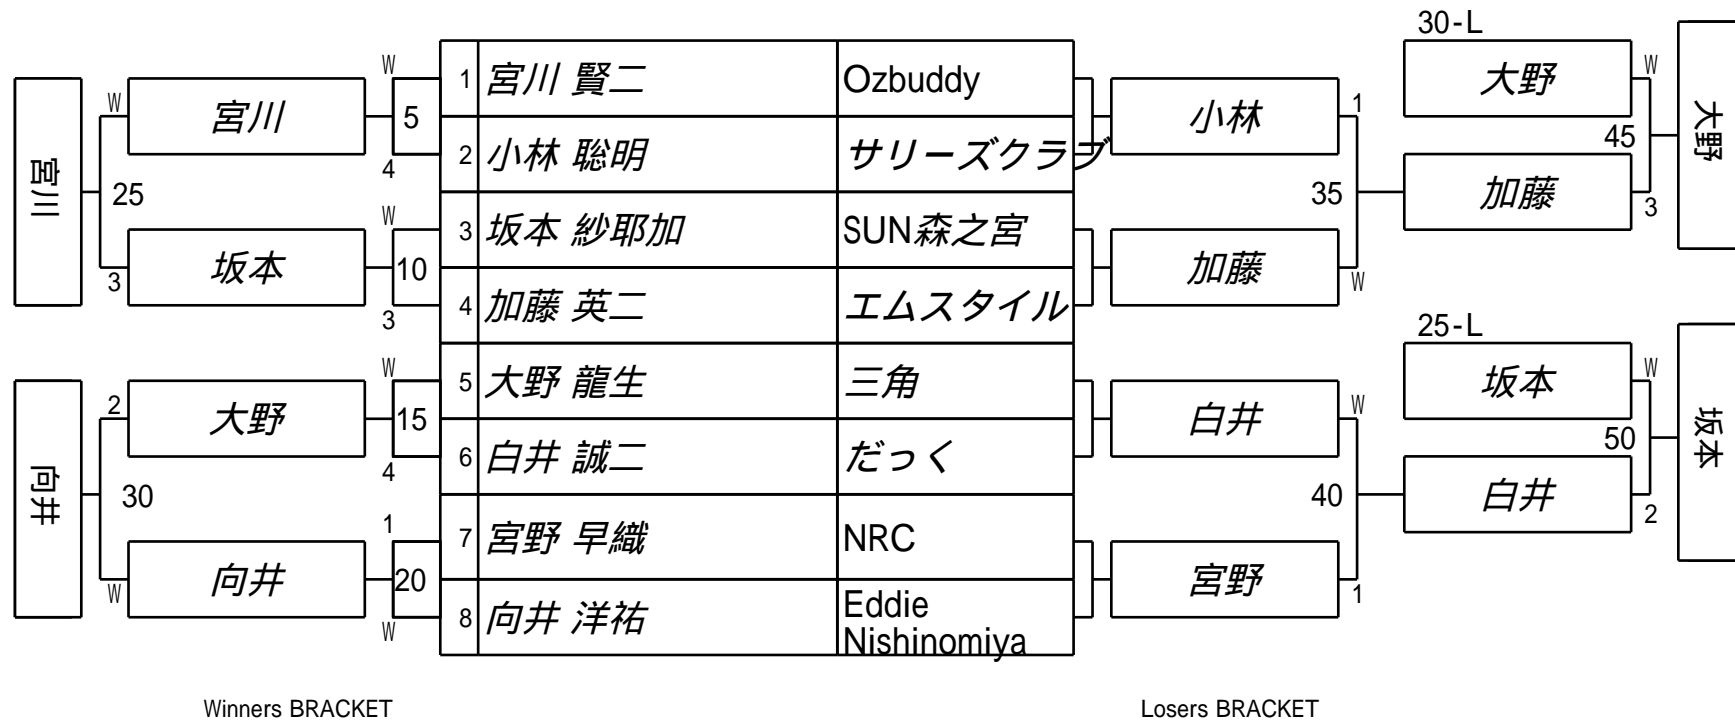 30-L
W
1 宮川 賢二 Ozbuddy
大野
W
W
宮川
5
小林
1
大野
宮川
2 小林 聡明 サリーズクラブ
45
4
25
35
加藤
3
W
3 坂本 紗耶加 SUN森之宮
坂本
10
加藤
3
W
4 加藤 英二 エムスタイル
3
25-L
W
5 大野 龍生 三角
坂本
W
2
大野
15
白井
W
坂本
向井
6 白井 誠二 だっく
50
4
30
40
白井
2
1
7 宮野 早織 NRC
向井
20
宮野
W
1
8 向井 洋祐 Eddie
Nishinomiya
W
Winners BRACKET
Losers BRACKET